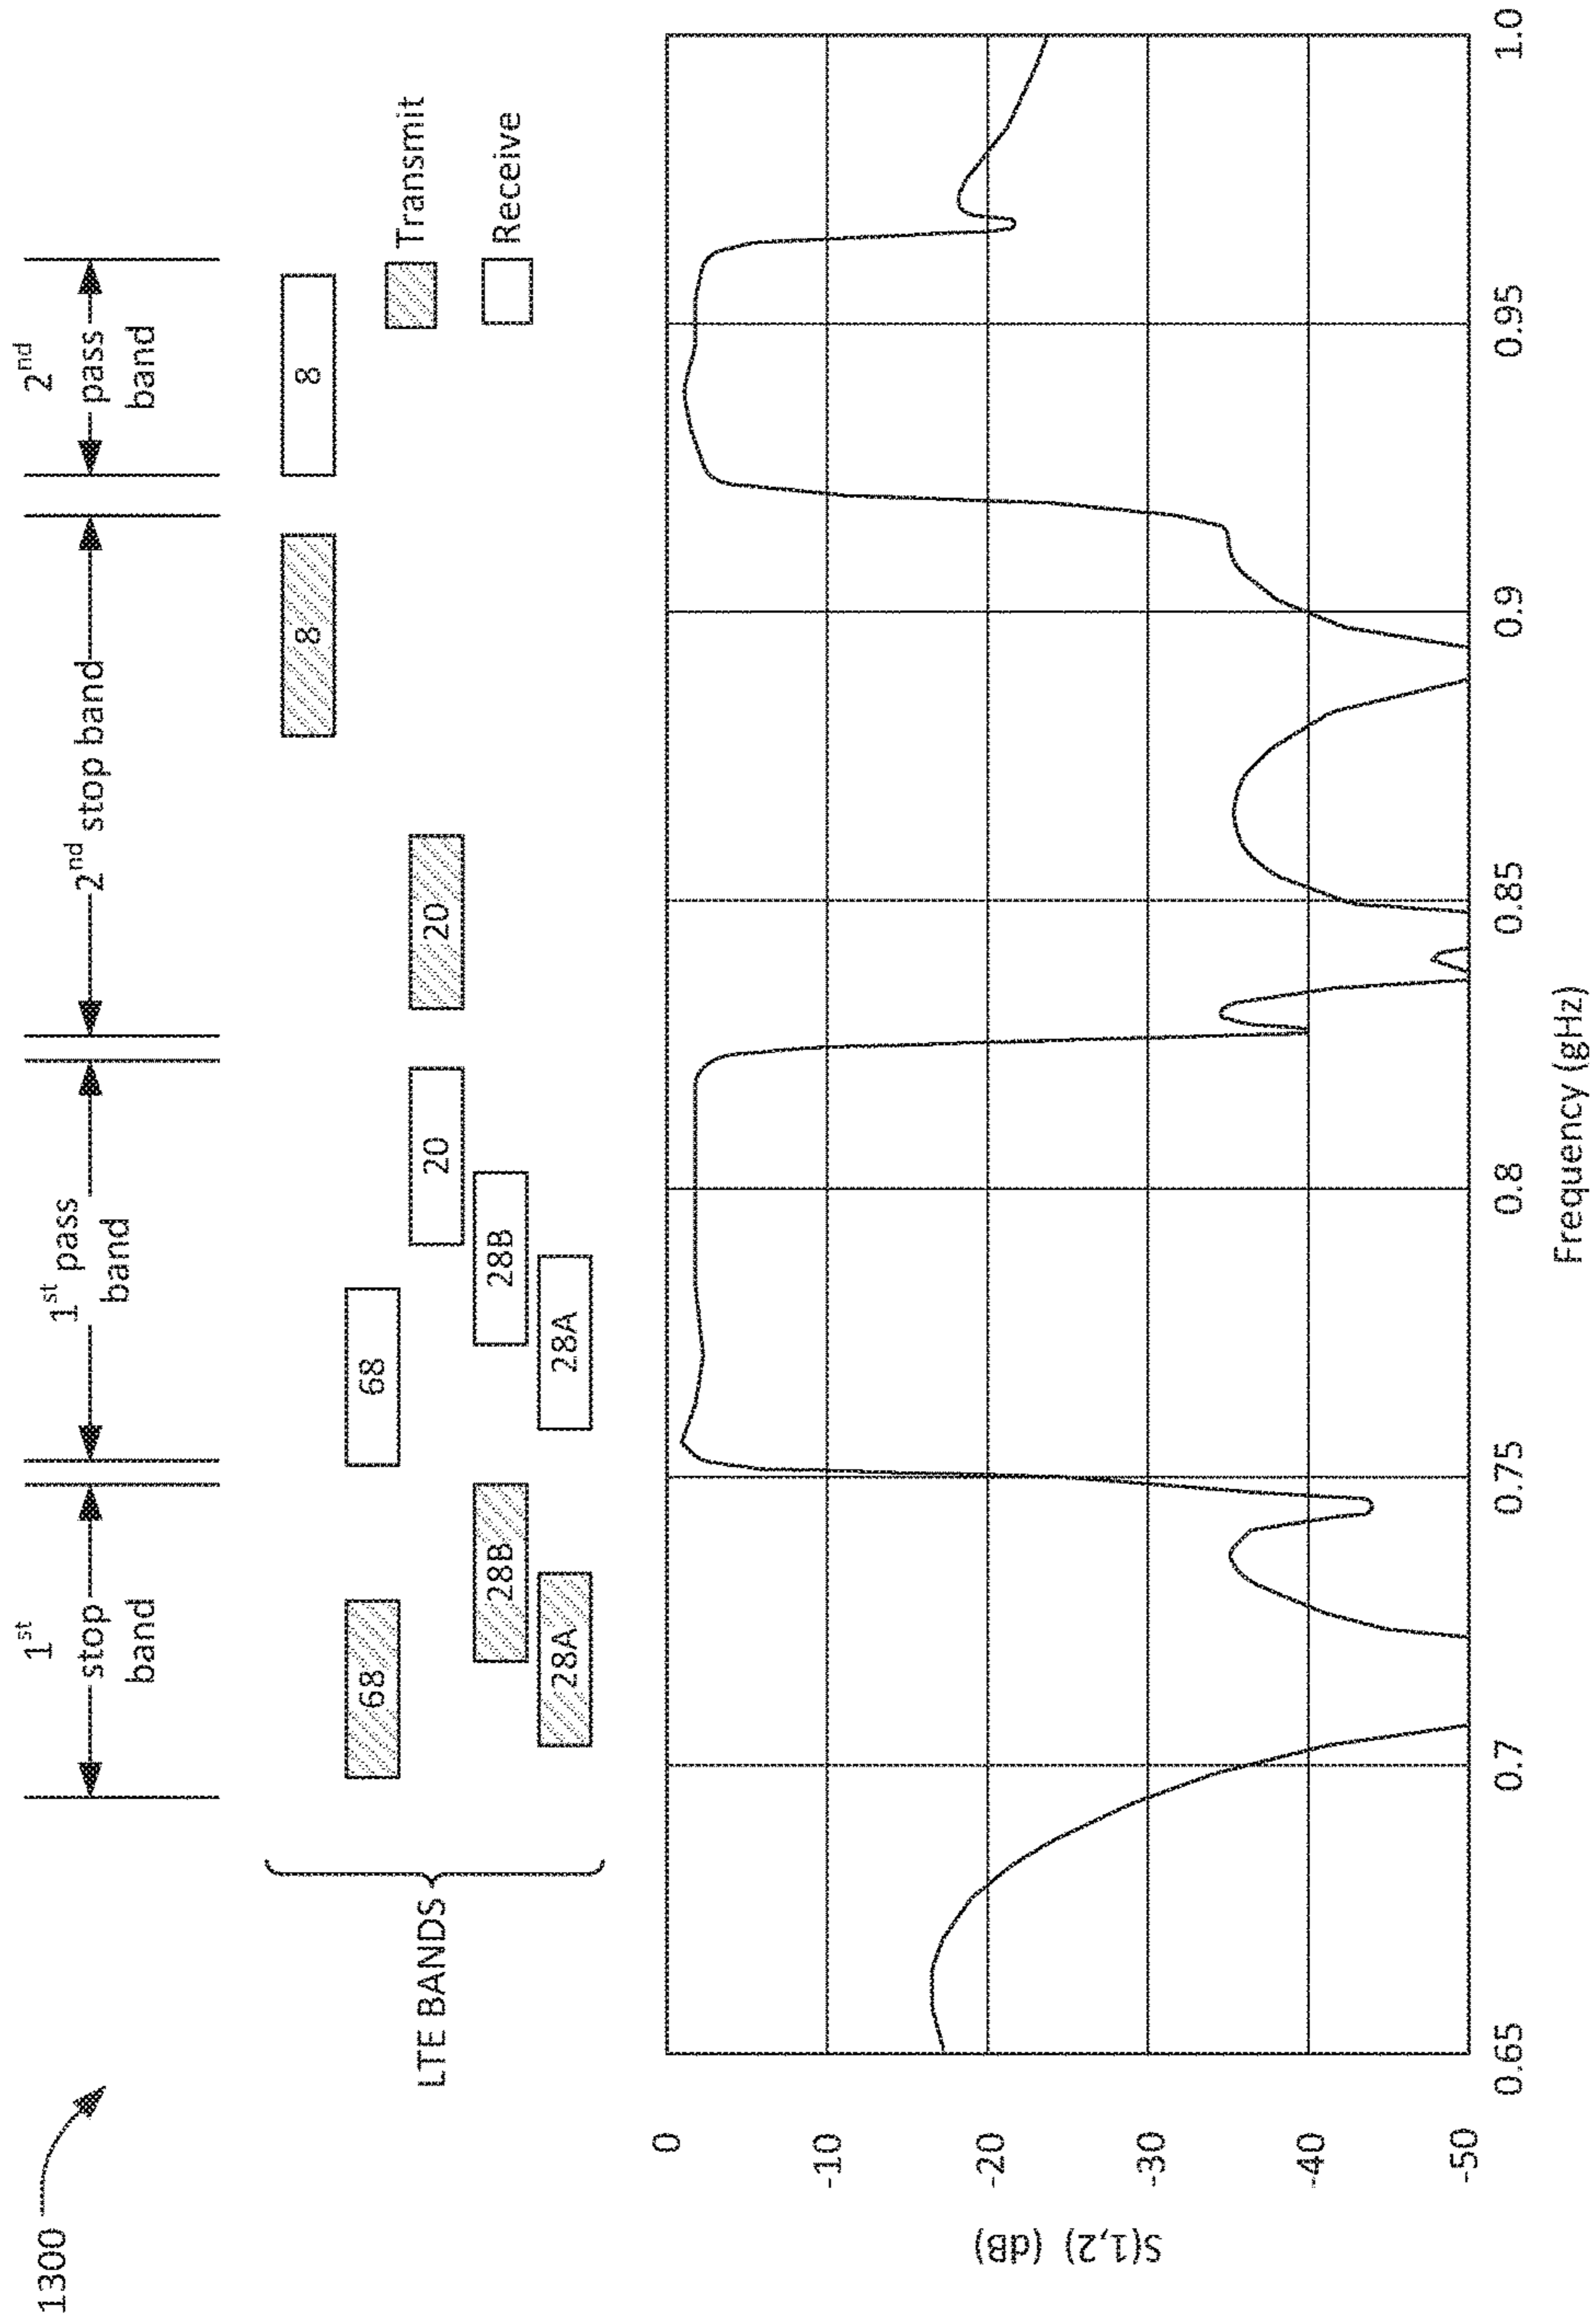 1300
1st
stop
band
1st pass
band
2nd stop band
2nd
pass
band
LTE BANDS
8
8
68
68
20
20
28B
28B
28A
28A
Transmit
Receive
S(1,2) (dB)
0
-10
-20
-30
-40
-50
0.65
0.7
0.75
0.8
0.85
0.9
0.95
1.0
Frequency (gHz)